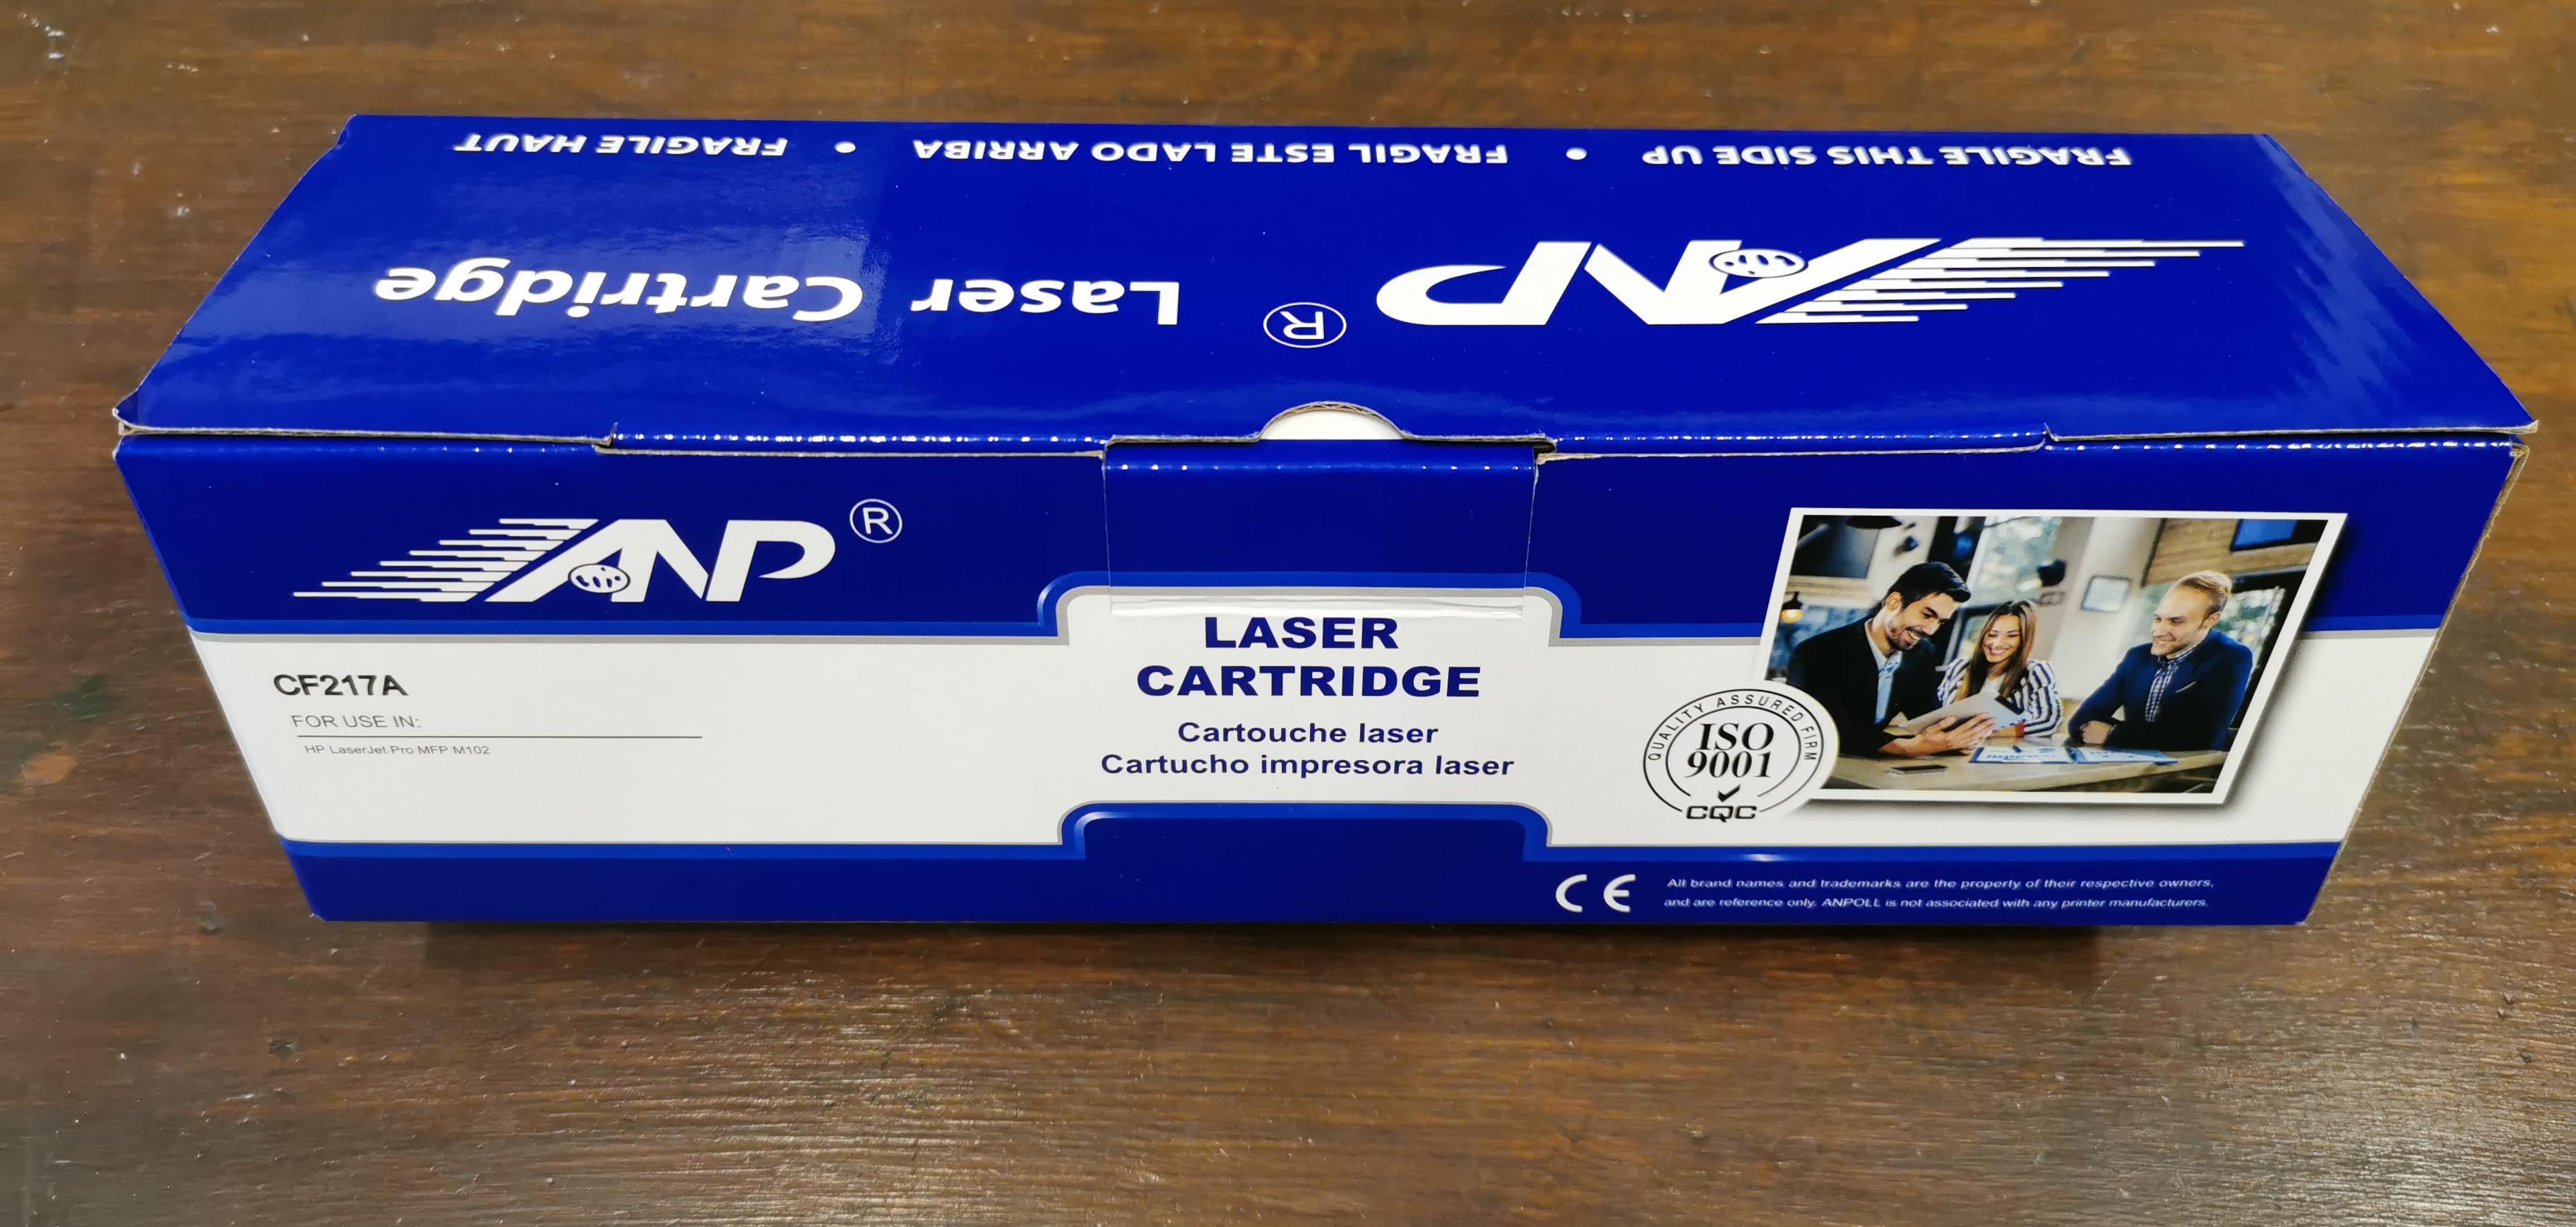 FRAGILE THIS SIDE UP • FRAGIL ESTE LADO ARRIBA • FRAGILE HAUT
ANP ® Laser Cartridge
ANP ®
CF217A
FOR USE IN:
HP LaserJet Pro MFP M102
LASER
CARTRIDGE
Cartouche laser
Cartucho impresora laser
QUALITY ASSURED FIRM
ISO
9001
CQC
CE
All brand names and trademarks are the property of their respective owners,
and are reference only. ANPOLL is not associated with any printer manufacturers.